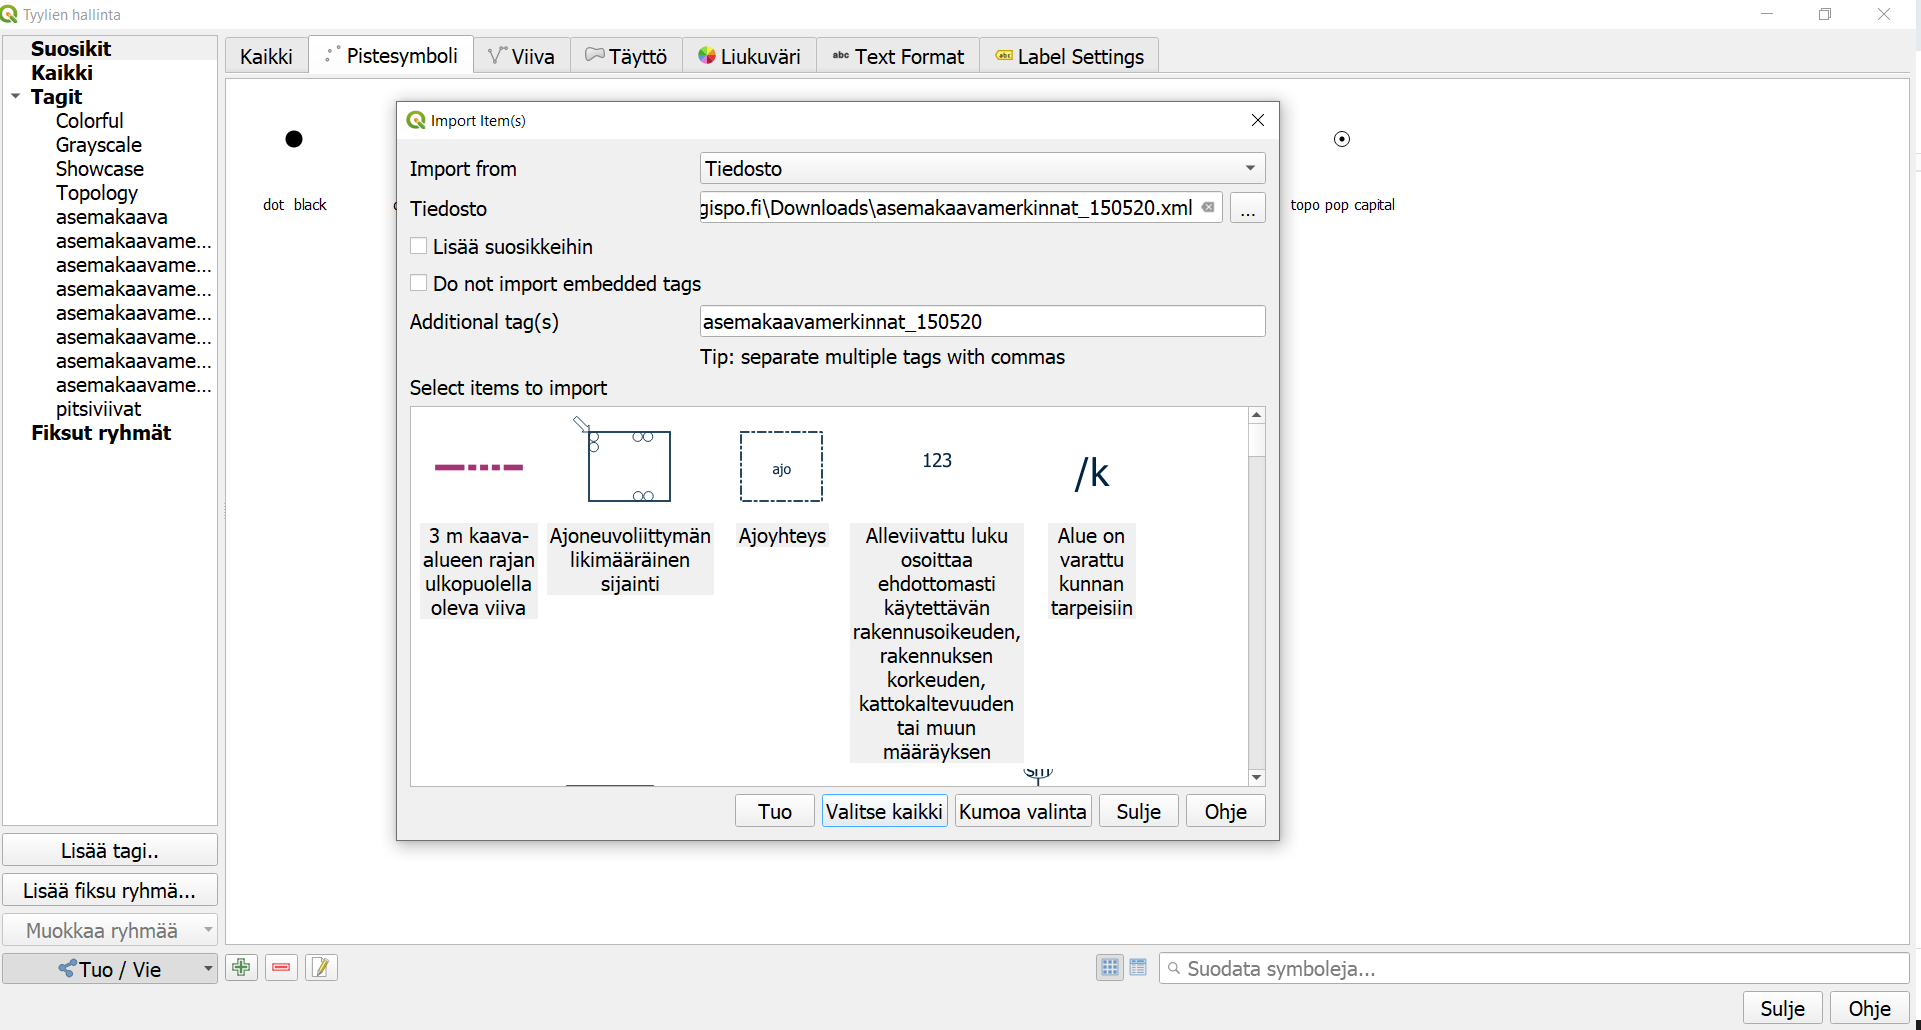 Tyylien hallinta
Suosikit
Kaikki
Tagit
Colorful
Grayscale
Showcase
Topology
asemakaava
asemakaavame...
asemakaavame...
asemakaavame...
asemakaavame...
asemakaavame...
asemakaavame...
asemakaavame...
pitsiviivat
Fiksut ryhmät
Lisää tagi..
Lisää fiksu ryhmä...
Muokkaa ryhmää
Tuo / Vie
Kaikki
Pistesymboli
Viiva
Täyttö
Liukuväri
abc Text Format
abc Label Settings
dot black
topo pop capital
Import Item(s)
Import from
Tiedosto
Tiedosto
gispo.fi\Downloads\asemakaavamerkinnat_150520.xml
...
Lisää suosikkeihin
Do not import embedded tags
Additional tag(s)
asemakaavamerkinnat_150520
Tip: separate multiple tags with commas
Select items to import
3 m kaava-
alueen rajan
ulkopuolella
oleva viiva
Ajoneuvoliittymän
likimääräinen
sijainti
ajo
Ajoyhteys
123
Alleviivattu luku
osoittaa
ehdottomasti
käytettävän
rakennusoikeuden,
rakennuksen
korkeuden,
kattokaltevuuden
tai muun
määräyksen
/k
Alue on
varattu
kunnan
tarpeisiin
sm
Tuo
Valitse kaikki
Kumoa valinta
Sulje
Ohje
Suodata symboleja...
Sulje
Ohje